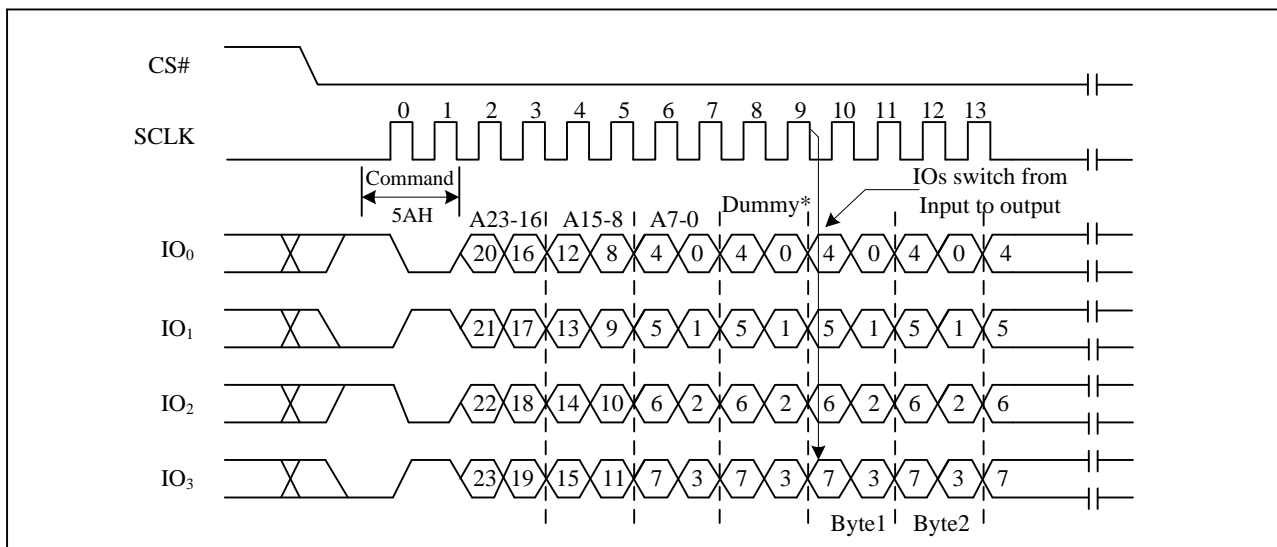 CS#
0 1 2 3 4 5 6 7 8 9 10 11 12 13
SCLK
Command
5AH
IOs switch from
Input to output
A23-16 A15-8 A7-0 Dummy*
IO0 20 16 12 8 4 0 4 0 4 0 4 0 4
IO1 21 17 13 9 5 1 5 1 5 1 5 1 5
IO2 22 18 14 10 6 2 6 2 6 2 6 2 6
IO3 23 19 15 11 7 3 7 3 7 3 7 3 7
Byte1 Byte2